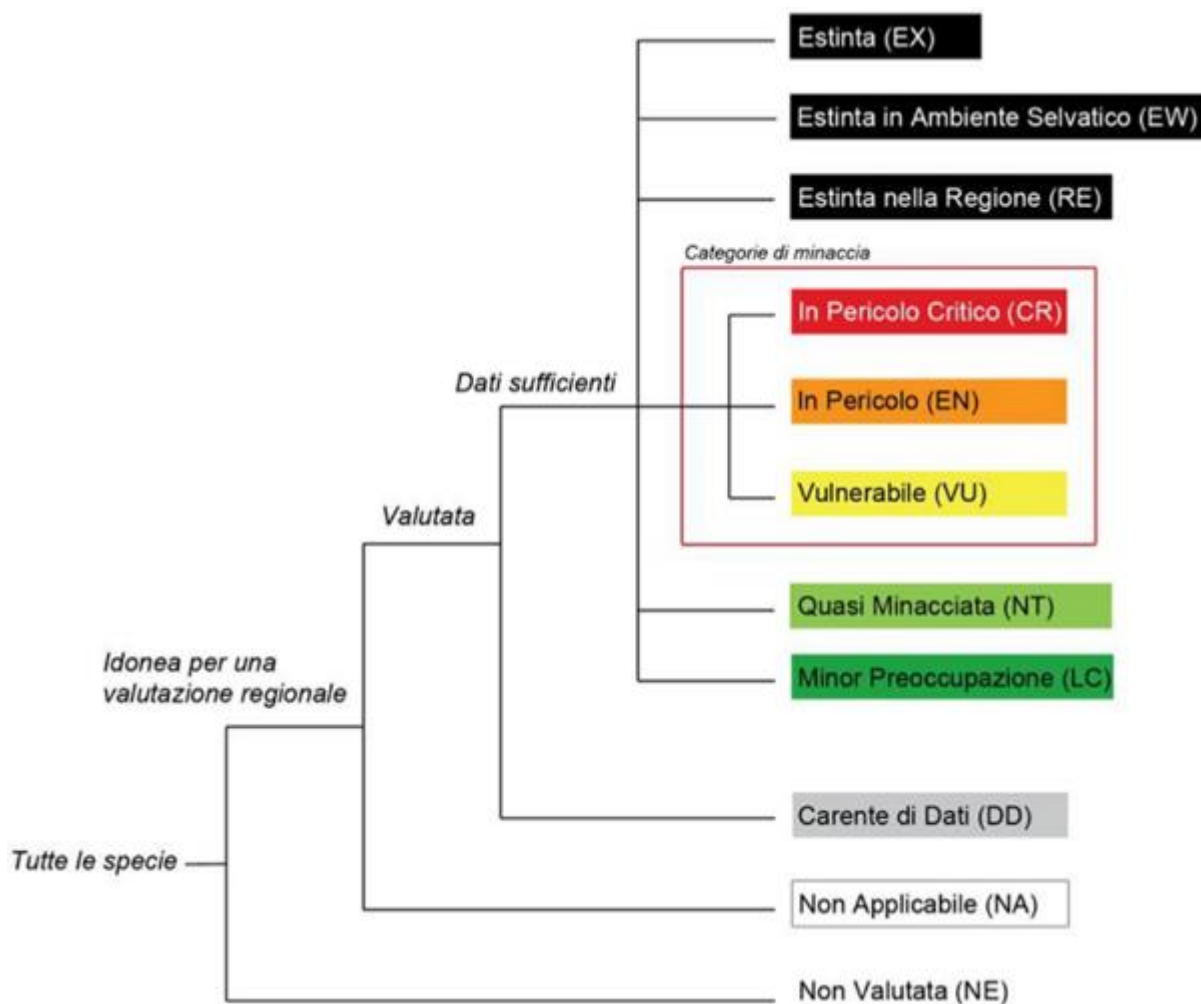 Estinta (EX)
Estinta in Ambiente Selvatico (EW)
Estinta nella Regione (RE)
Categorie di minaccia
In Pericolo Critico (CR)
Dati sufficienti
In Pericolo (EN)
Vulnerabile (VU)
Valutata
Quasi Minacciata (NT)
Idonea per una
valutazione regionale
Minor Preoccupazione (LC)
Carente di Dati (DD)
Tutte le specie
Non Applicabile (NA)
Non Valutata (NE)